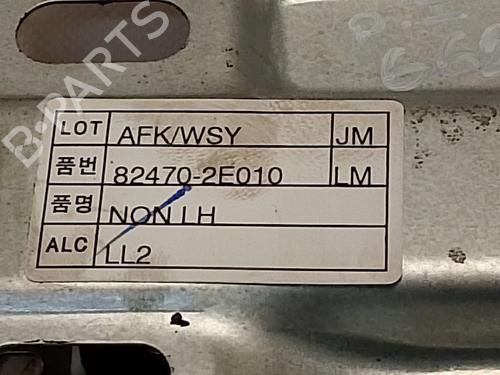 LOT AFK/WSY JM
품번 82470-2E010 LM
품명 NON LH
ALC LL2
B-PARTS